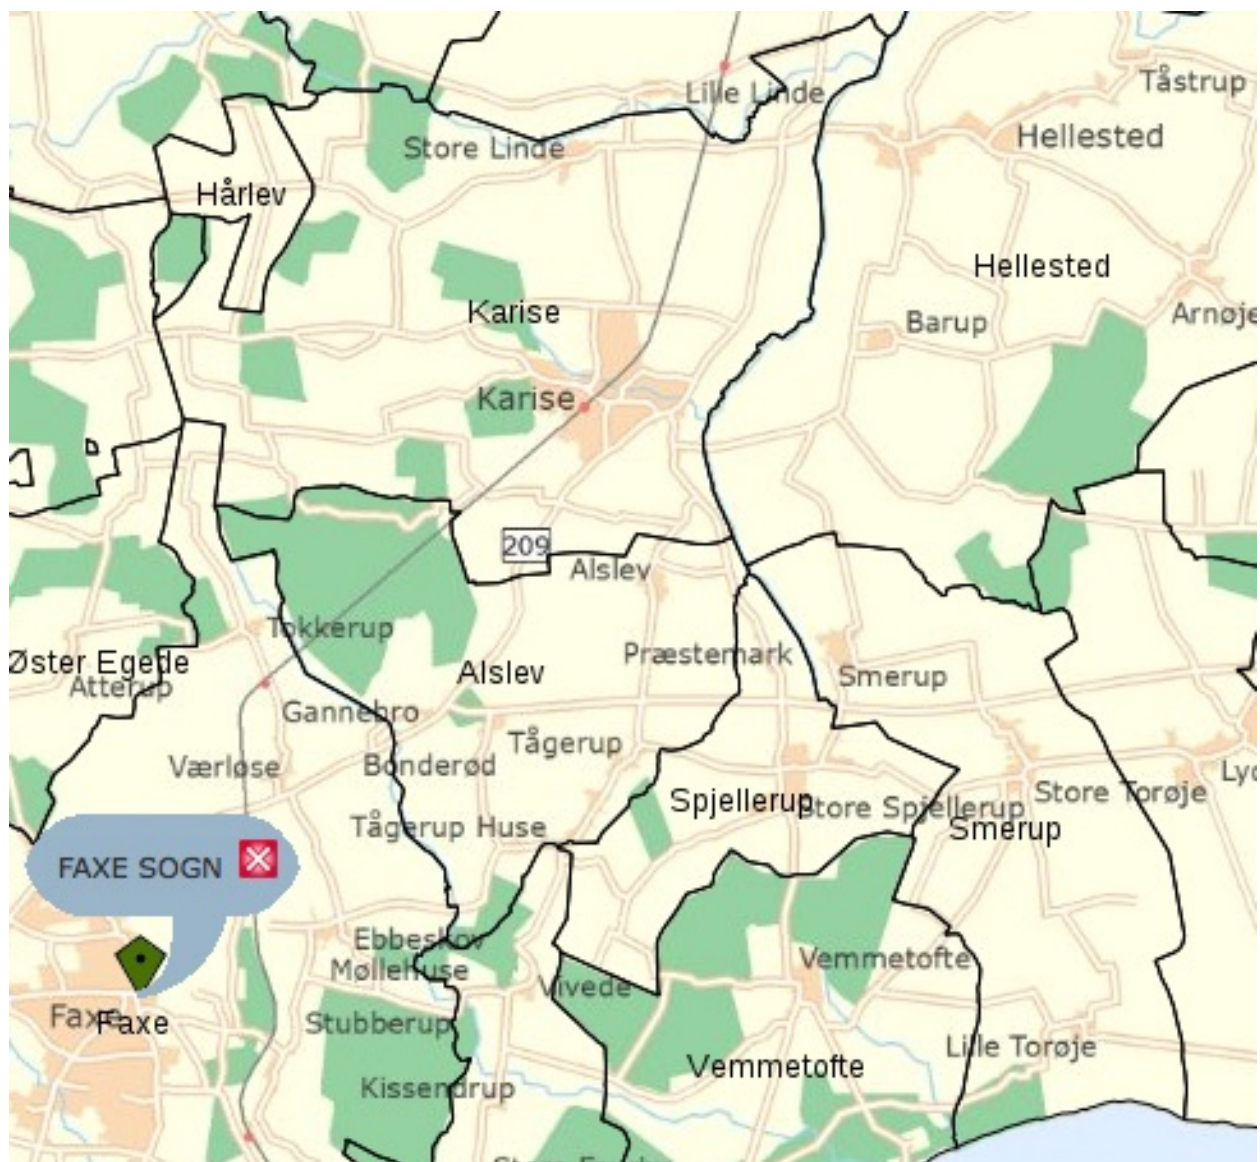 Tåstrup
Lille Linde
Hellested
Store Linde
Hårlev
Hellested
Karise
Arnøje
Barup
Karise
209
Alslev
Tokkerup
Præstemark
Øster Egede
Alslev
Smerup
Atterup
Gannebro
Tågerup
Værløse
Bonderød
Spjellerup
Store Spjellerup
Store Torøje
Tågerup Huse
Smerup
FAXE SOGN
Ebbeskov
Vemmetofte
Møllehuse
Vivede
Faxe
Faxe
Stubberup
Lille Torøje
Vemmetofte
Kissendrup